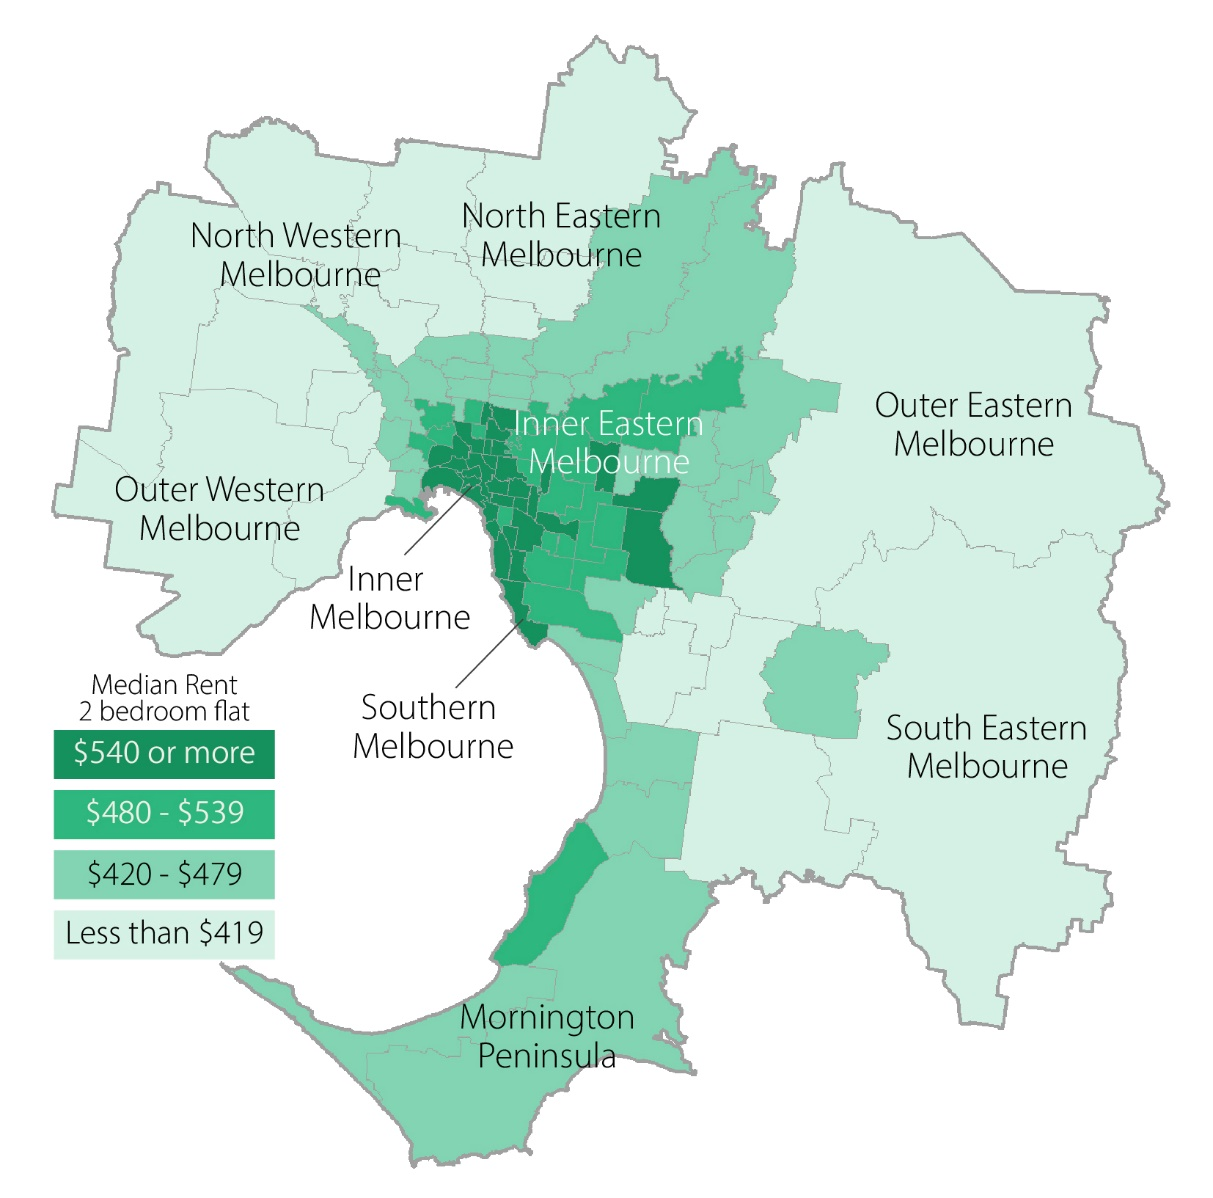 North Western
Melbourne
North Eastern
Melbourne
Inner Eastern
Melbourne
Outer Eastern
Melbourne
Outer Western
Melbourne
Inner
Melbourne
Southern
Melbourne
South Eastern
Melbourne
Mornington
Peninsula
Median Rent
2 bedroom flat
$540 or more
$480 - $539
$420 - $479
Less than $419